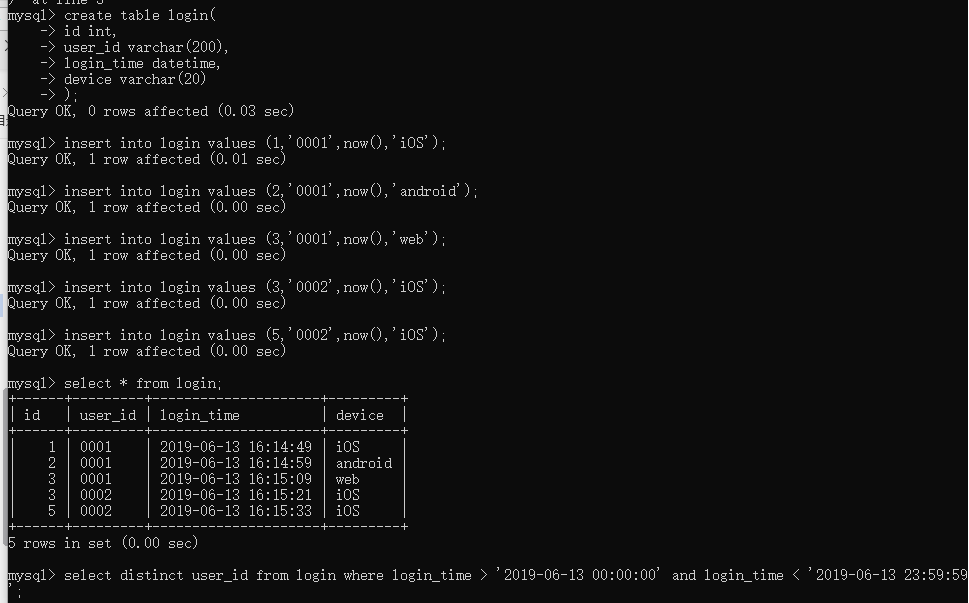 mysql> create table login(
    -> id int,
    -> user_id varchar(200),
    -> login_time datetime,
    -> device varchar(20)
    -> );
Query OK, 0 rows affected (0.03 sec)
mysql> insert into login values (1,'0001',now(),'iOS');
Query OK, 1 row affected (0.01 sec)
mysql> insert into login values (2,'0001',now(),'android');
Query OK, 1 row affected (0.00 sec)
mysql> insert into login values (3,'0001',now(),'web');
Query OK, 1 row affected (0.00 sec)
mysql> insert into login values (3,'0002',now(),'iOS');
Query OK, 1 row affected (0.00 sec)
mysql> insert into login values (5,'0002',now(),'iOS');
Query OK, 1 row affected (0.00 sec)
mysql> select * from login;
+------+---------+---------------------+---------+
| id   | user_id | login_time          | device  |
+------+---------+---------------------+---------+
|    1 | 0001    | 2019-06-13 16:14:49 | iOS     |
|    2 | 0001    | 2019-06-13 16:14:59 | android |
|    3 | 0001    | 2019-06-13 16:15:09 | web     |
|    3 | 0002    | 2019-06-13 16:15:21 | iOS     |
|    5 | 0002    | 2019-06-13 16:15:33 | iOS     |
+------+---------+---------------------+---------+
5 rows in set (0.00 sec)
mysql> select distinct user_id from login where login_time > '2019-06-13 00:00:00' and login_time < '2019-06-13 23:59:59
';